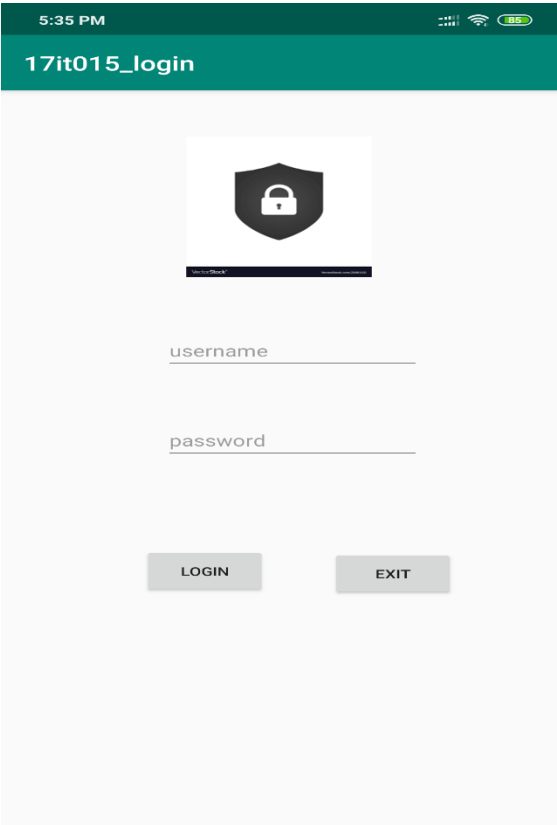 5:35 PM
85
17it015_login
VectorStock®
username
password
LOGIN
EXIT